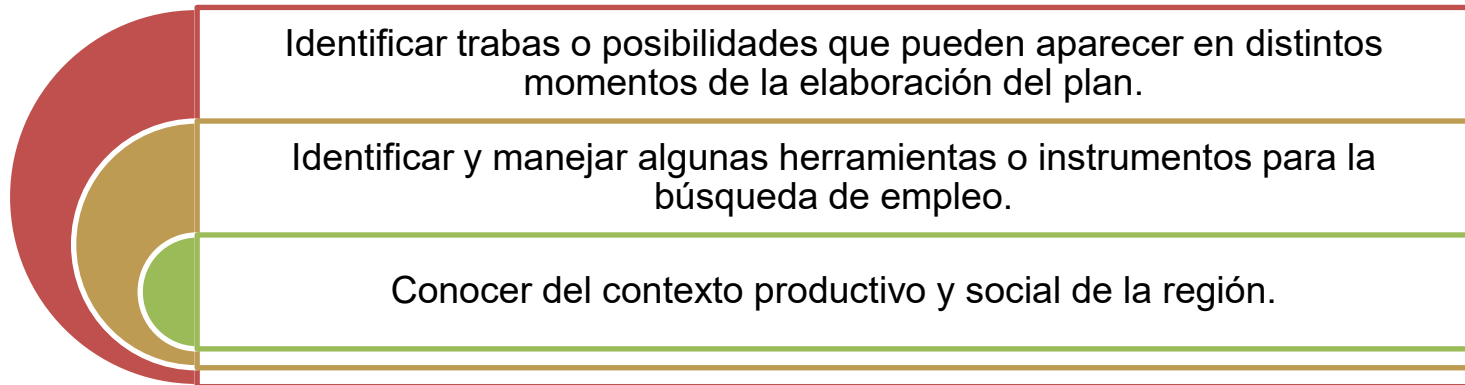 Identificar trabas o posibilidades que pueden aparecer en distintos
momentos de la elaboración del plan.
Identificar y manejar algunas herramientas o instrumentos para la
búsqueda de empleo.
Conocer del contexto productivo y social de la región.